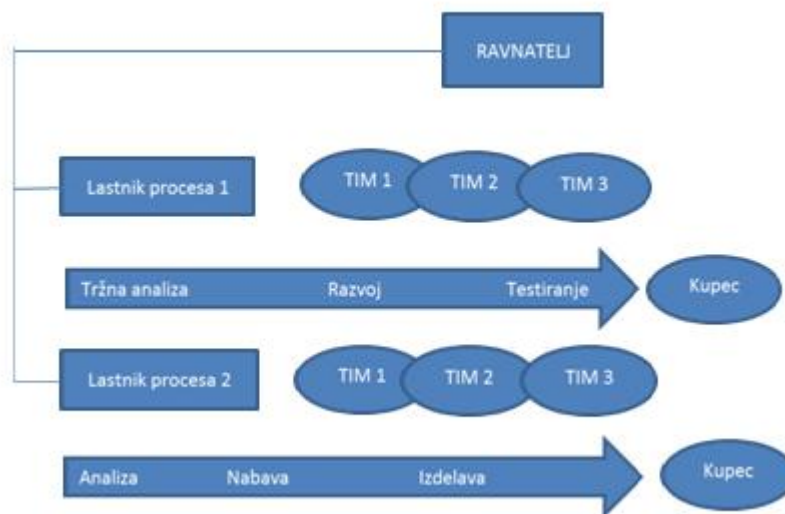 RAVNATELJ
Lastnik procesa 1
TIM 1
TIM 2
TIM 3
Tržna analiza
Razvoj
Testiranje
Kupec
Lastnik procesa 2
TIM 1
TIM 2
TIM 3
Analiza
Nabava
Izdelava
Kupec